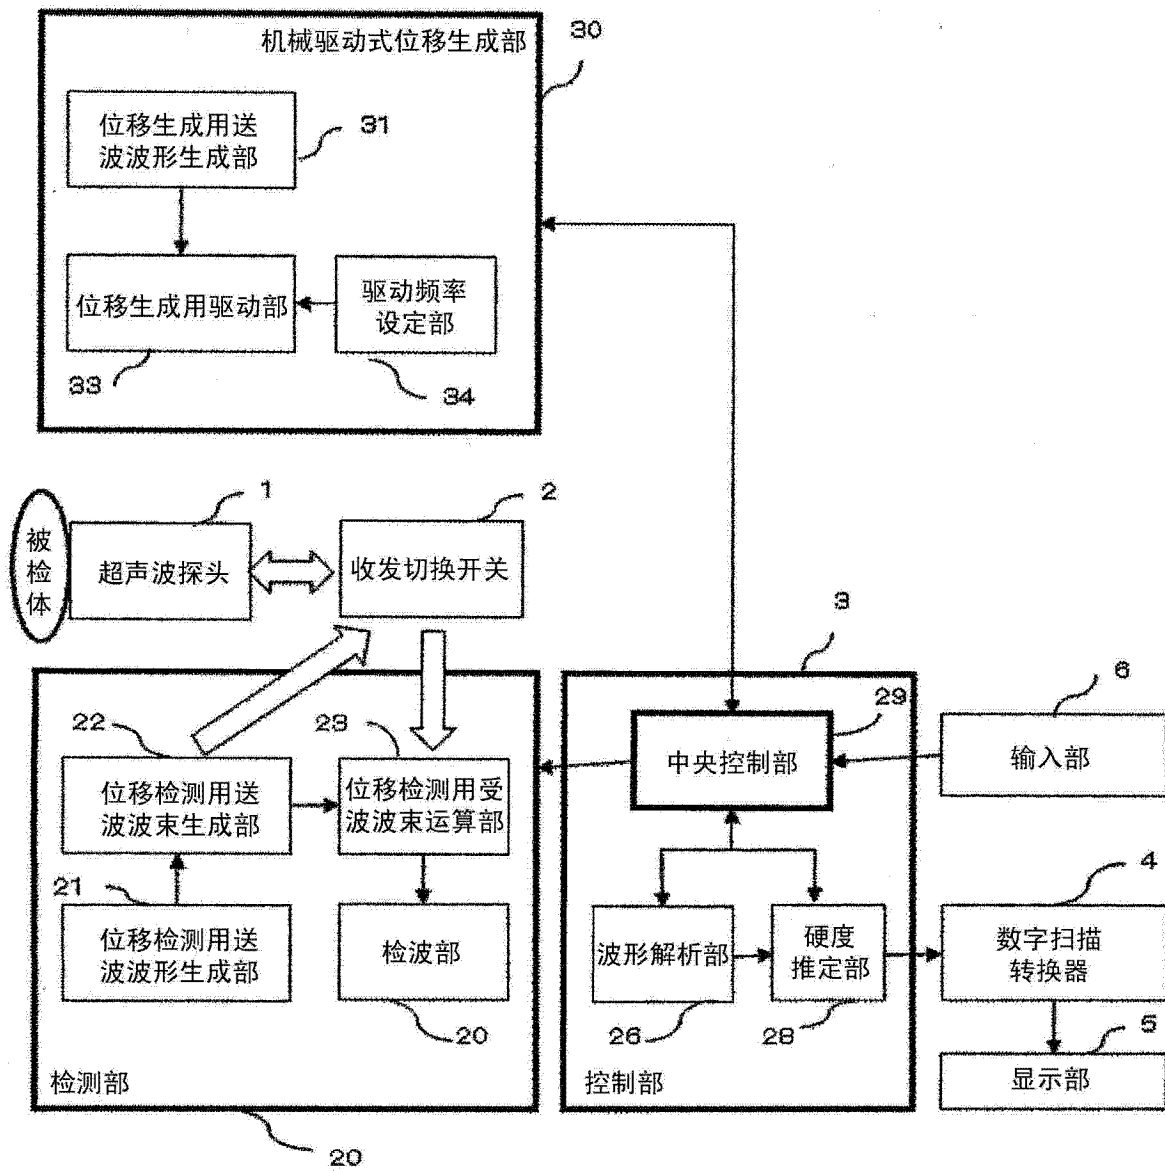 机械驱动式位移生成部
30
位移生成用送
波波形生成部
31
位移生成用驱动部
33
驱动频率
设定部
34
被
检
体
超声波探头
1
收发切换开关
2
3
22
位移检测用送
波波束生成部
23
位移检测用受
波波束运算部
21
位移检测用送
波波形生成部
检波部
20
检测部
20
中央控制部
29
输入部
6
波形解析部
26
硬度
推定部
28
控制部
数字扫描
转换器
4
显示部
5